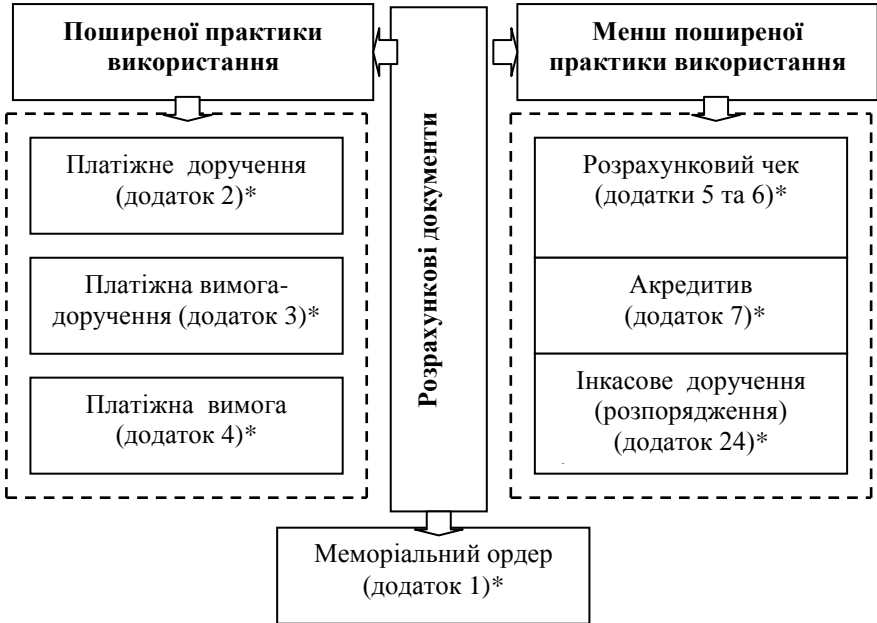 Поширеної практики
використання
Платіжне доручення
(додаток 2)*
Платіжна вимога-
доручення (додаток 3)*
Платіжна вимога
(додаток 4)*
Розрахункові документи
Менш поширеної
практики використання
Розрахунковий чек
(додатки 5 та 6)*
Акредитив
(додаток 7)*
Інкасове доручення
(розпорядження)
(додаток 24)*
Меморіальний ордер
(додаток 1)*